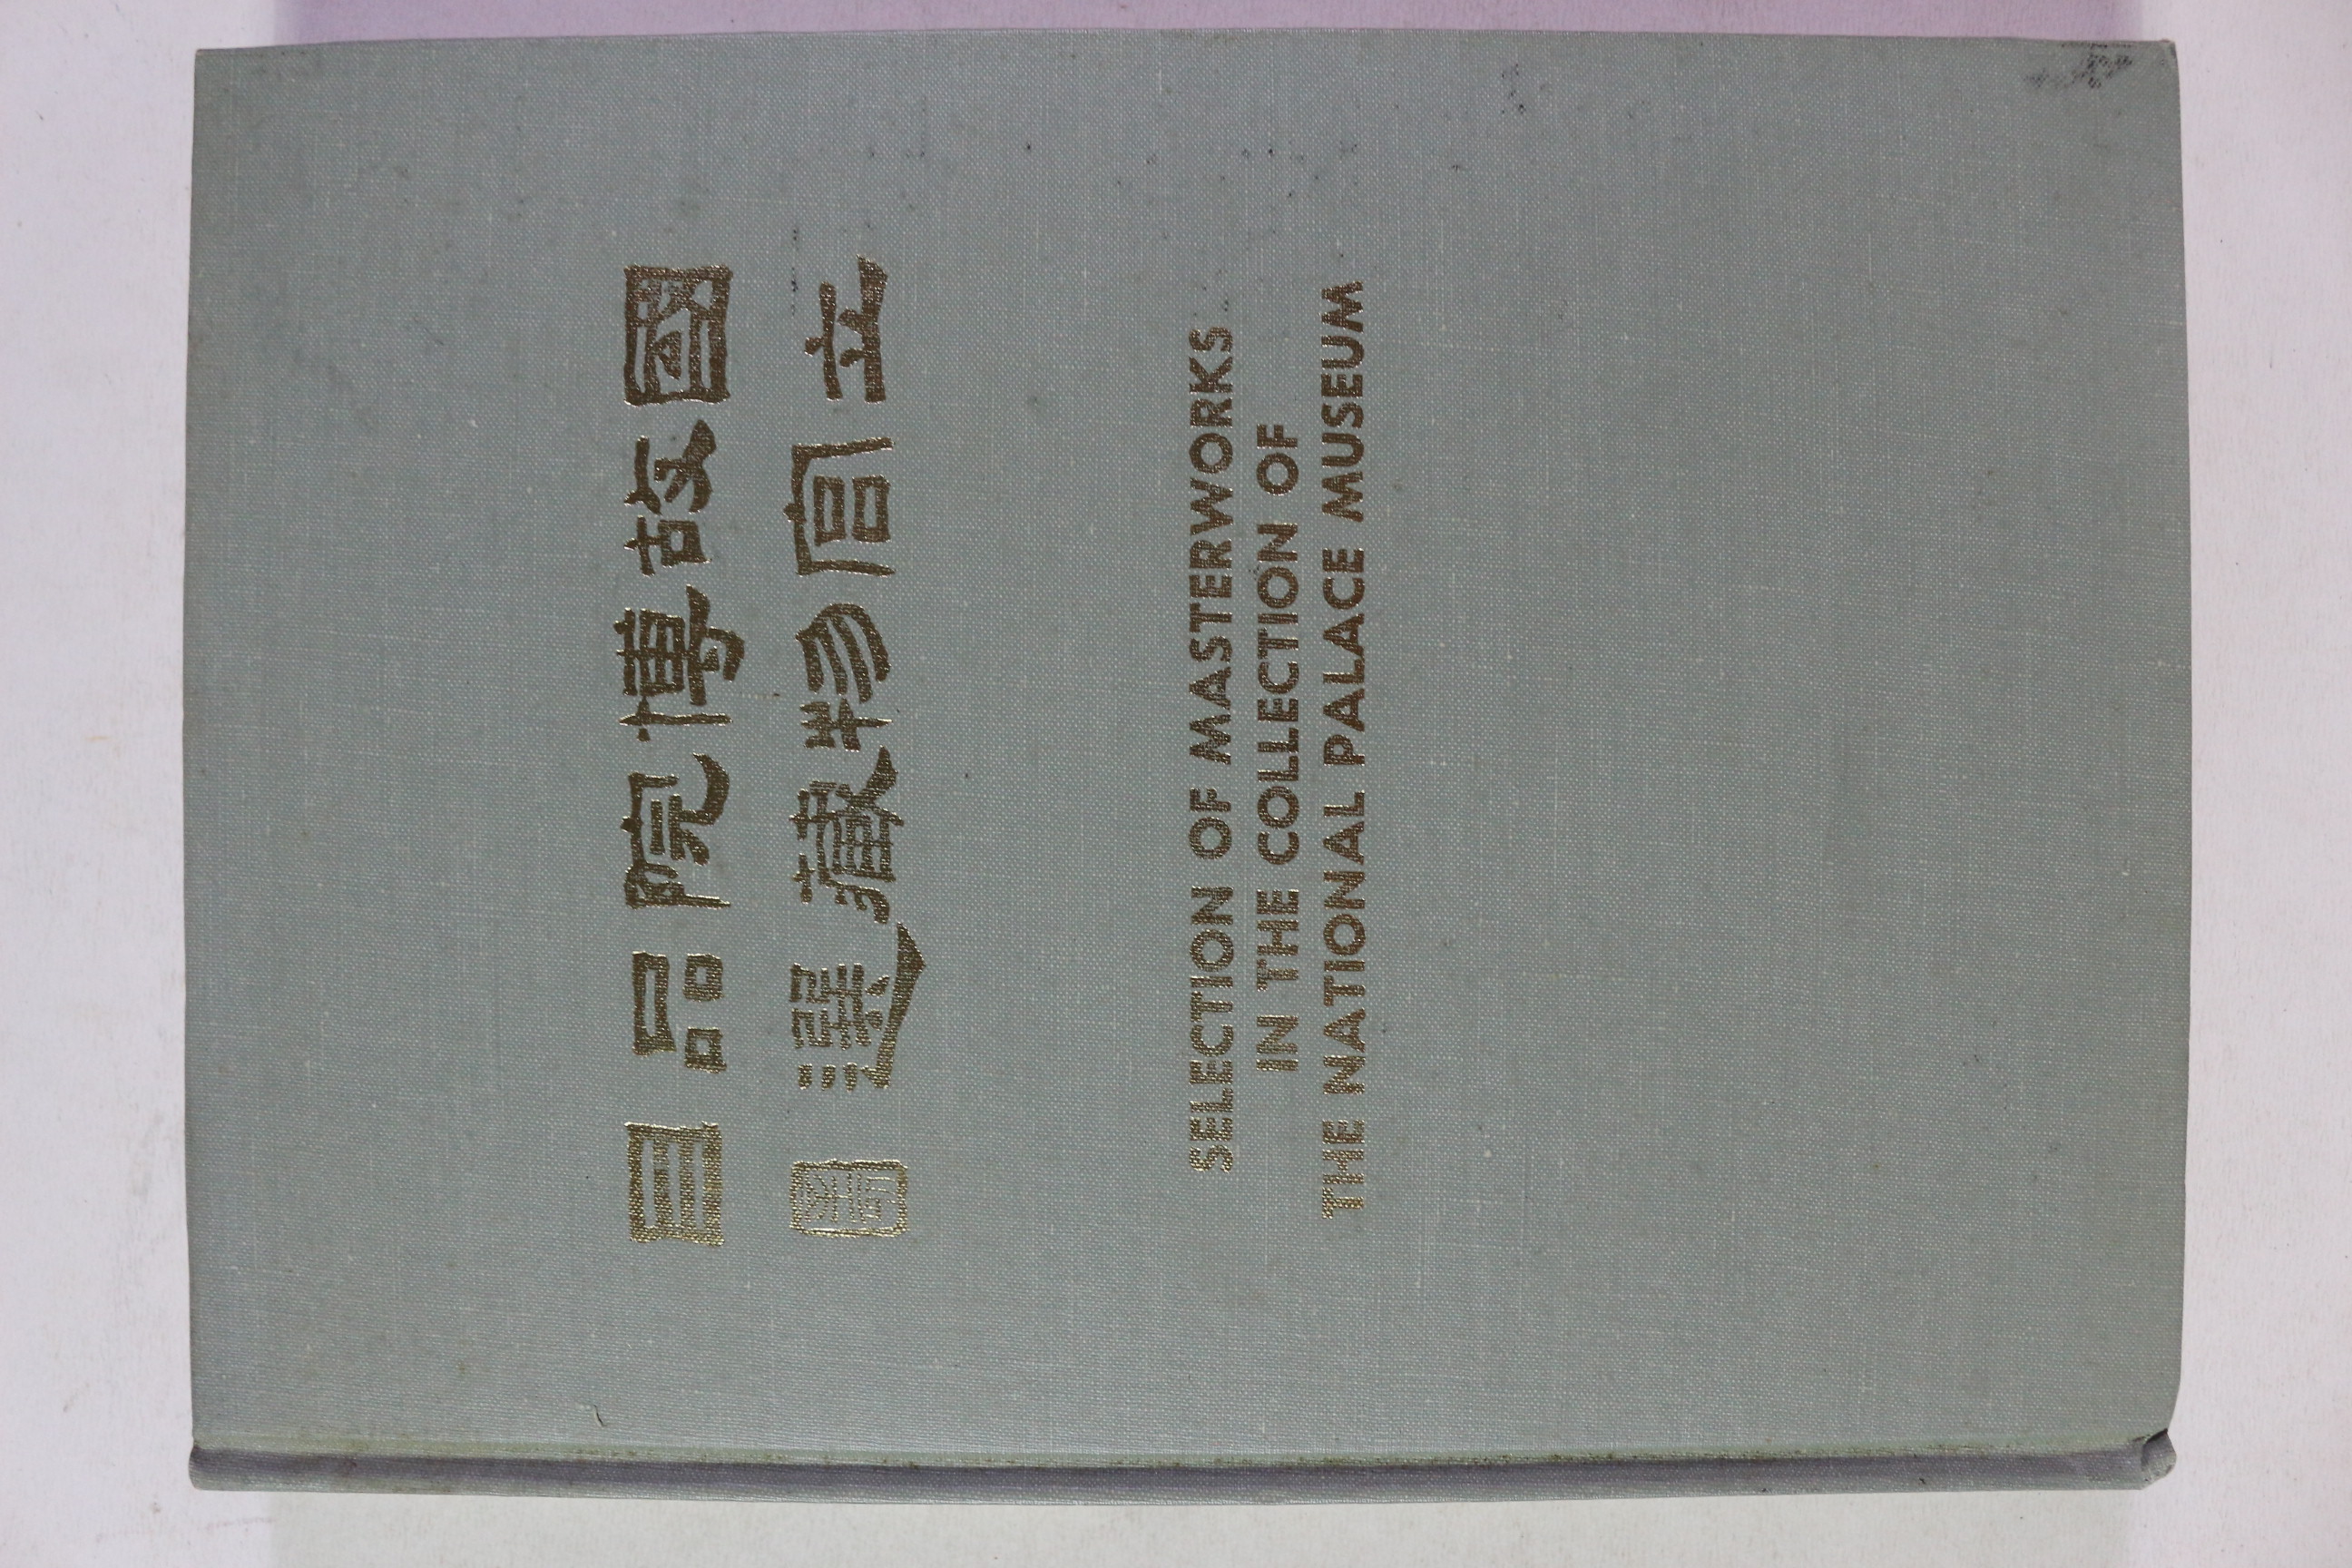 國立
故宮
博物
院藏
品選
目
SELECTION OF MASTERWORKS
IN THE COLLECTION OF
THE NATIONAL PALACE MUSEUM